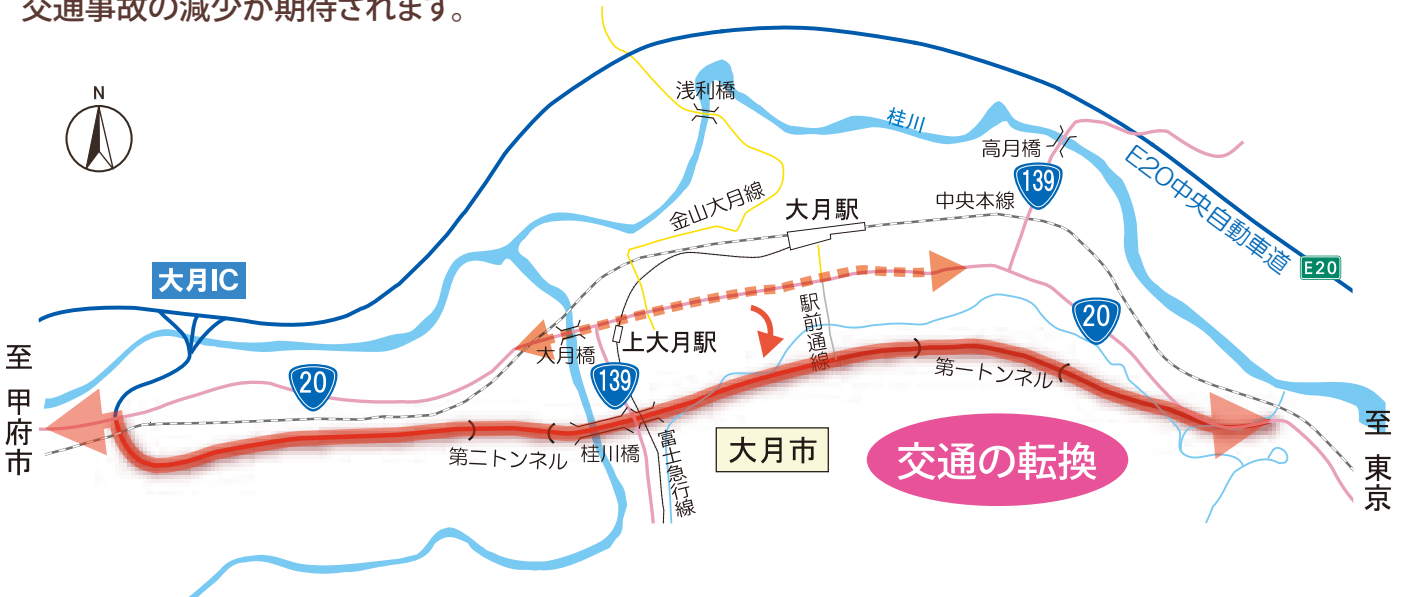 交通事故の減少が期待されます。
N
浅利橋
桂川
高月橋
E20中央自動車道
139
金山大月線
大月駅
中央本線
E20
大月IC
駅前通線
20
至 甲府市
大月橋
上大月駅
20
139
第一トンネル
第二トンネル
桂川橋
富士急行線
大月市
交通の転換
至 東京